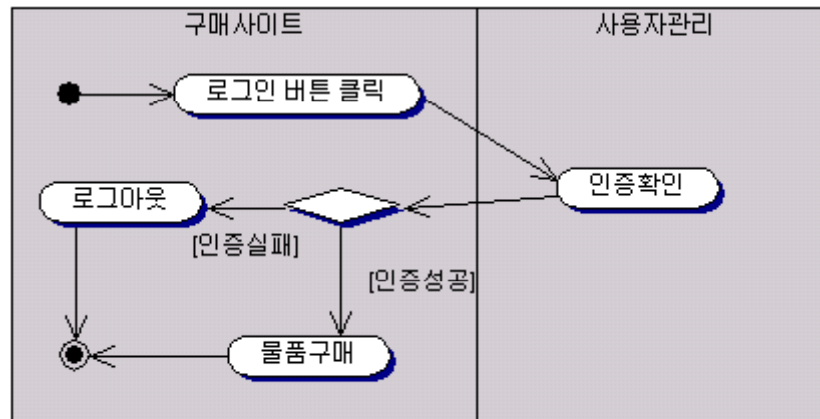 구매사이트
사용자관리
로그인 버튼 클릭
인증확인
로그아웃
[인증실패]
[인증성공]
물품구매